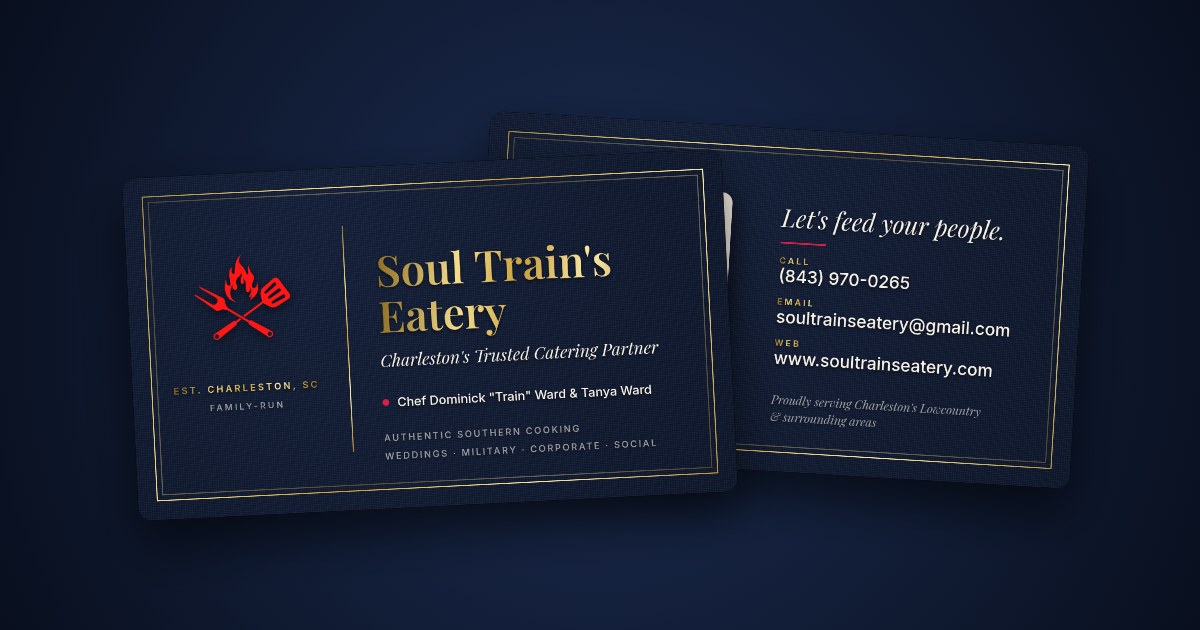 Soul Train's
Eatery
Charleston's Trusted Catering Partner
Chef Dominick "Train" Ward & Tanya Ward
AUTHENTIC SOUTHERN COOKING
WEDDINGS · MILITARY · CORPORATE · SOCIAL
EST. CHARLESTON, SC
FAMILY-RUN
Let's feed your people.
CALL
(843) 970-0265
EMAIL
soultrainseatery@gmail.com
WEB
www.soultrainseatery.com
Proudly serving Charleston's Lowcountry
& surrounding areas